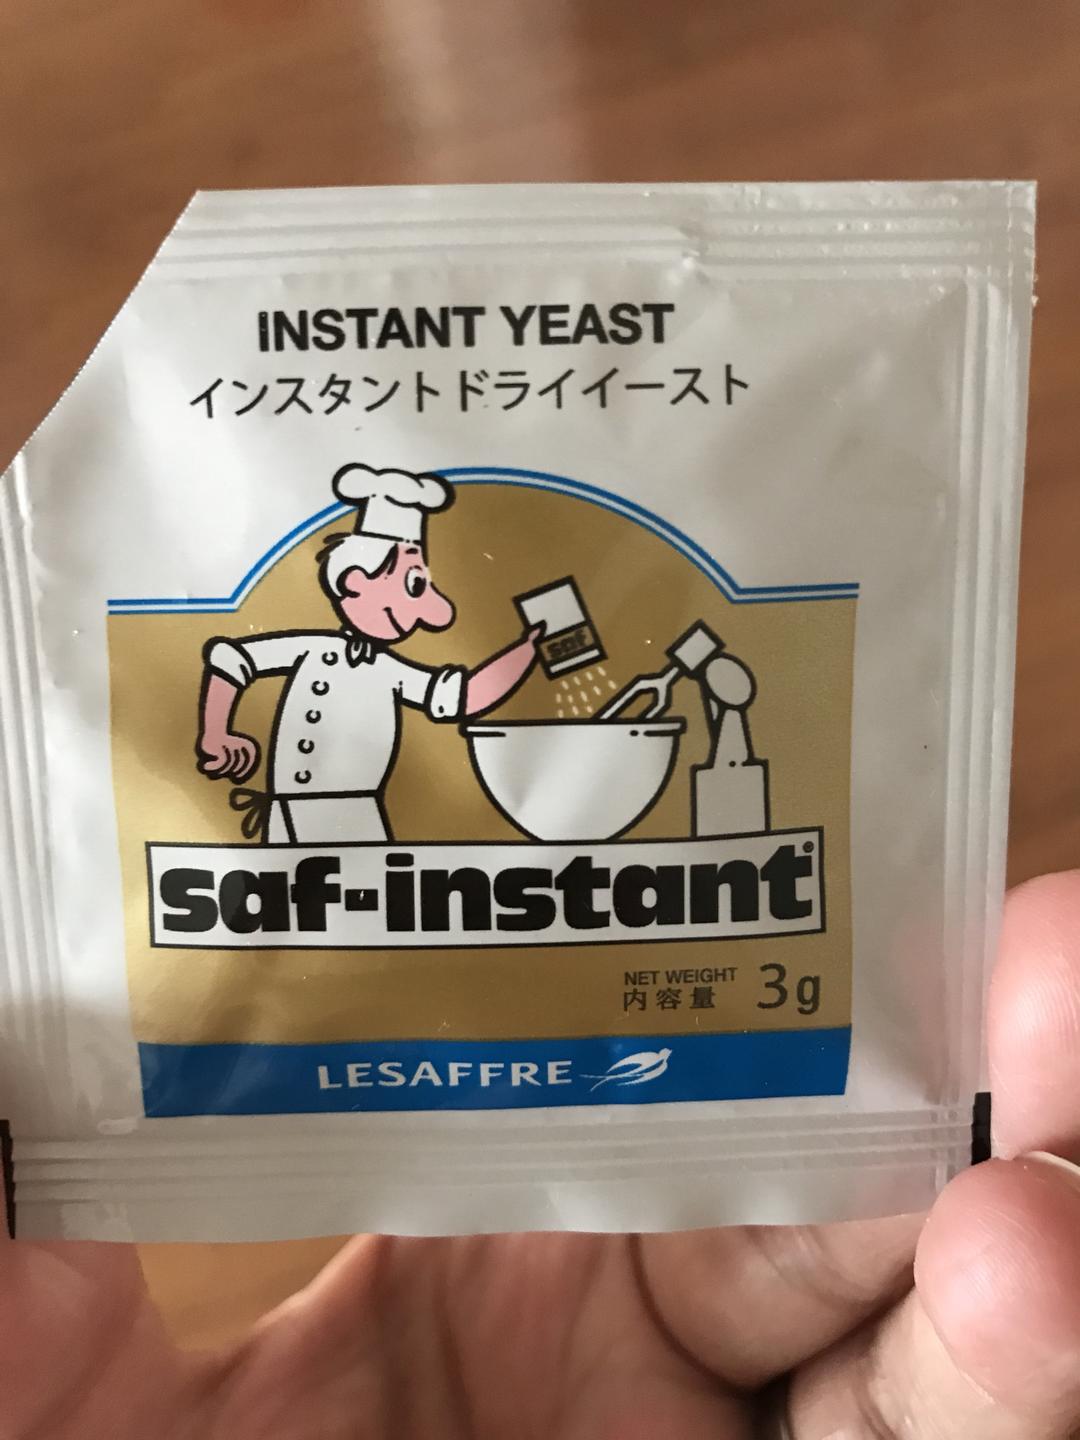 INSTANT YEAST
インスタントドライイースト
saf
saf-instant®
NET WEIGHT
内容量 3g
LESAFFRE